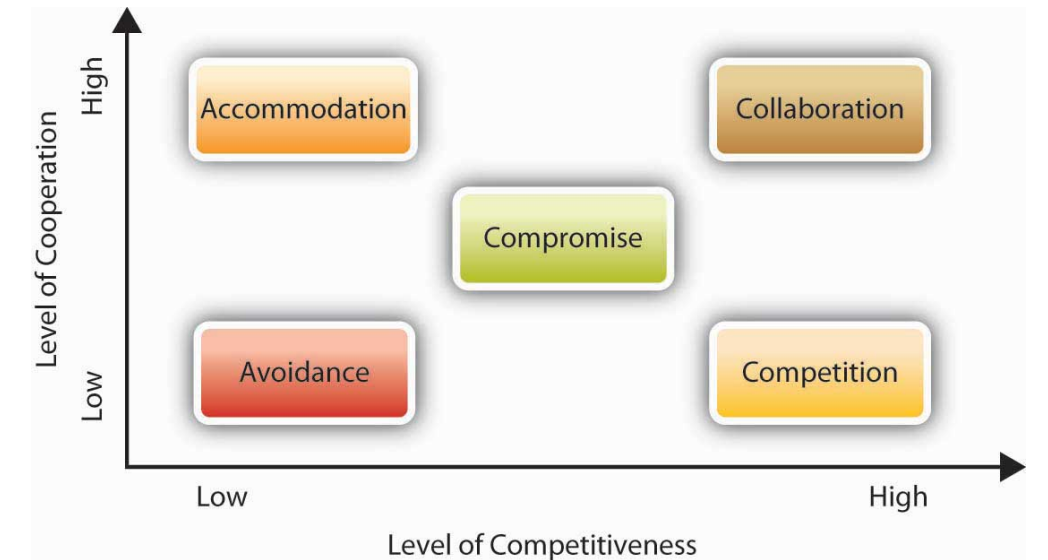 High
Accommodation
Collaboration
Level of Cooperation
Compromise
Avoidance
Competition
Low
Low
High
Level of Competitiveness